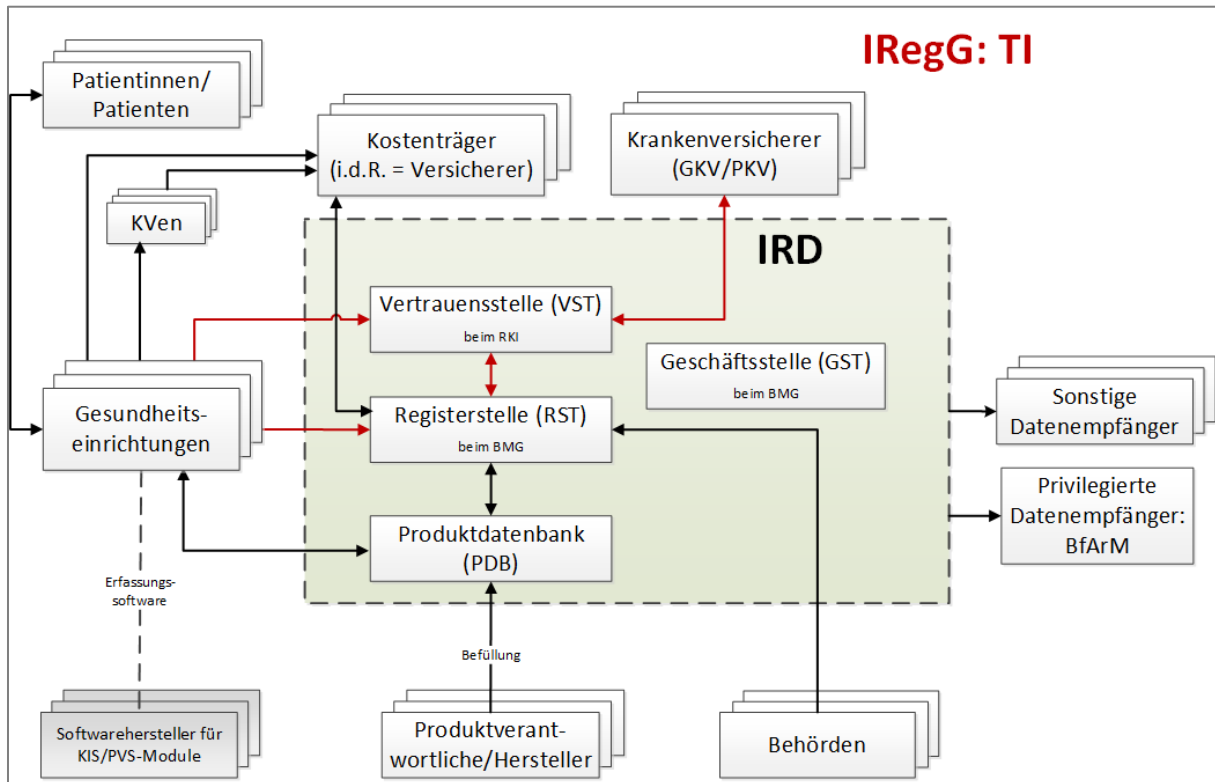 IRegG: TI
Patientinnen/
Patienten
Kostenträger
(i.d.R. = Versicherer)
Krankenversicherer
(GKV/PKV)
KVen
IRD
Vertrauensstelle (VST)
beim RKI
Geschäftsstelle (GST)
beim BMG
Gesundheits-
einrichtungen
Registerstelle (RST)
beim BMG
Sonstige
Datenempfänger
Privilegierte
Datenempfänger:
BfArM
Produktdatenbank
(PDB)
Erfassungs-
software
Befüllung
Softwarehersteller für
KIS/PVS-Module
Produktverant-
wortliche/Hersteller
Behörden